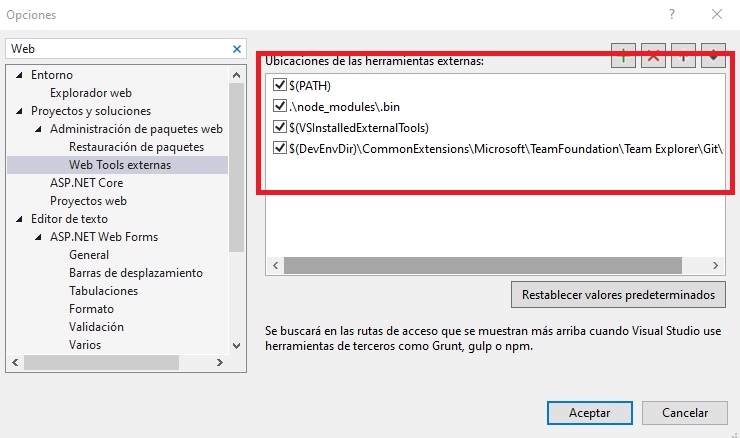 Opciones
Web
Entorno
Explorador web
Proyectos y soluciones
Administración de paquetes web
Restauración de paquetes
Web Tools externas
ASP.NET Core
Proyectos web
Editor de texto
ASP.NET Web Forms
General
Barras de desplazamiento
Tabulaciones
Formato
Validación
Varios
Ubicaciones de las herramientas externas:
$(PATH)
.\node_modules\.bin
$(VSInstalledExternalTools)
$(DevEnvDir)\CommonExtensions\Microsoft\TeamFoundation\Team Explorer\Git\
Restablecer valores predeterminados
Se buscará en las rutas de acceso que se muestran más arriba cuando Visual Studio use
herramientas de terceros como Grunt, gulp o npm.
Aceptar
Cancelar